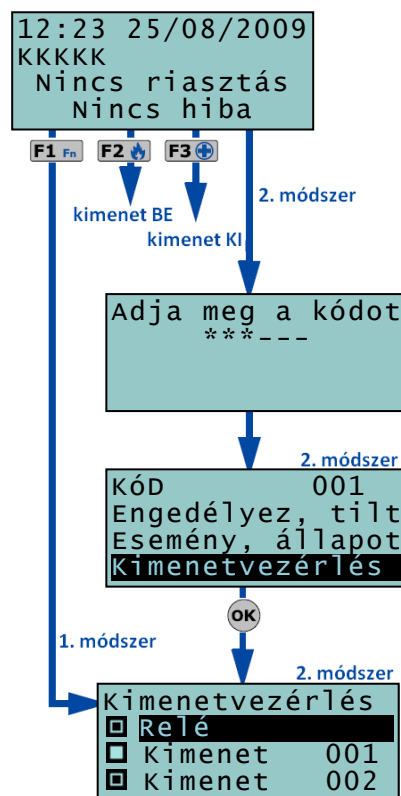 12:23 25/08/2009
KKKKK
Nincs riasztás
Nincs hiba
F1 Fn F2 F3
2. módszer
kimenet BE
kimenet KI
Adja meg a kódot
***---
2. módszer
KÓD 001
Engedélyez, tilt
Esemény, állapot
Kimenetvezérlés
OK
1. módszer
2. módszer
Kimenetvezérlés
Relé
Kimenet 001
Kimenet 002